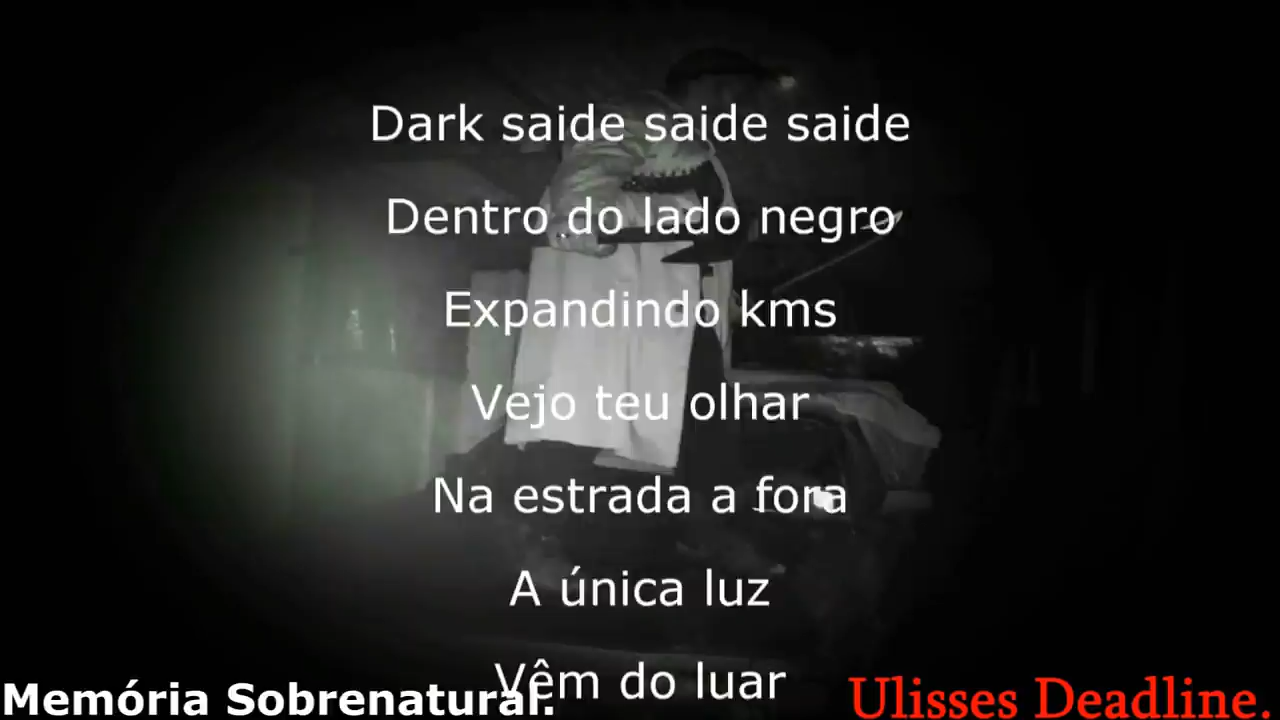 Dark saide saide saide
Dentro do lado negro
Expandindo kms
Vejo teu olhar
Na estrada a fora
A única luz
Vêm do luar
Memória Sobrenatural.
Ulisses Deadline.